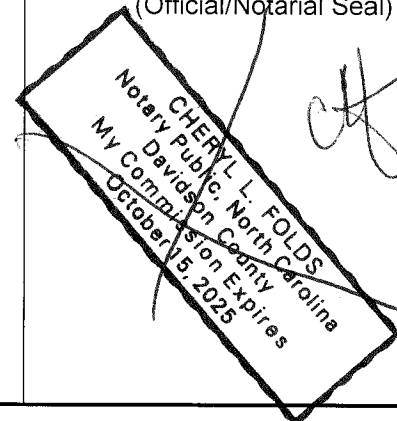 (Official/Notarial Seal)
CHERYL L. FOLDS
Notary Public, North Carolina
Davidson County
My Commission Expires
October 15, 2025